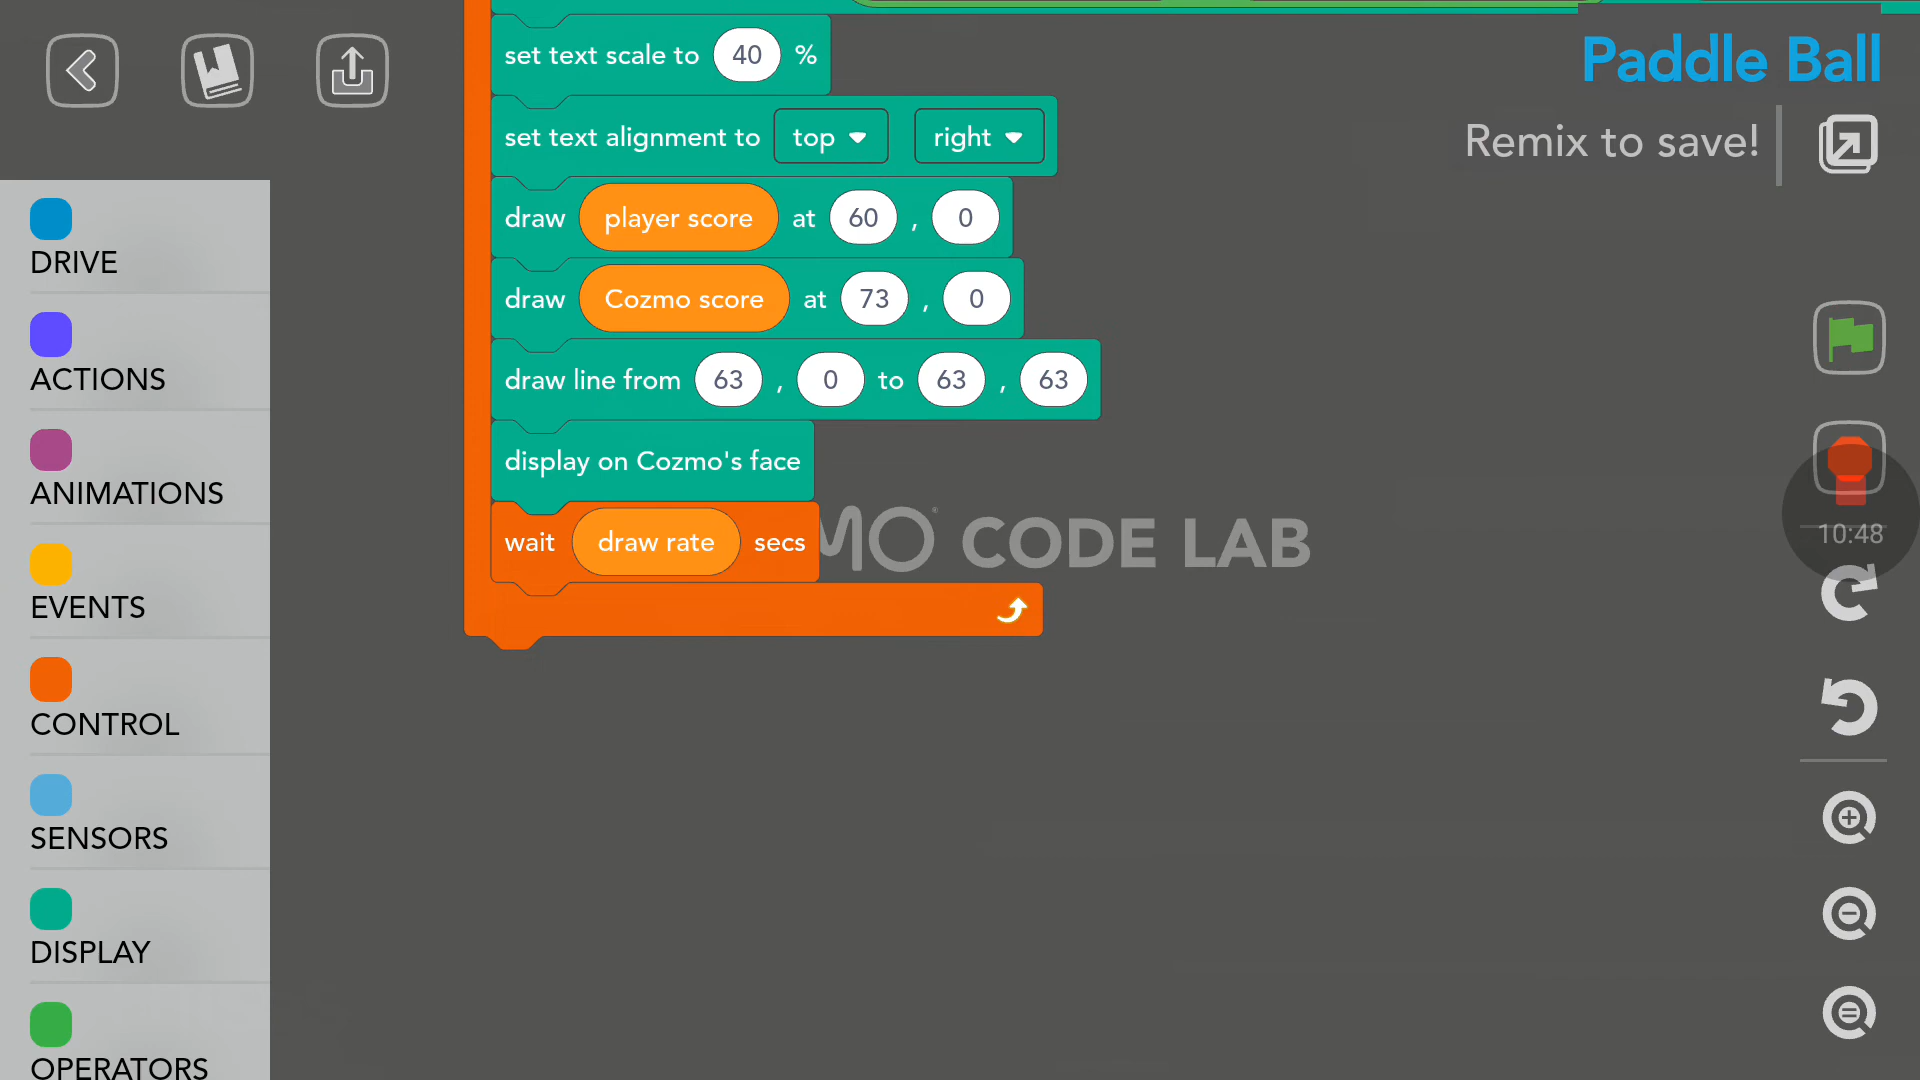 set text scale to 40 %
Paddle Ball
set text alignment to top right
Remix to save!
DRIVE
draw player score at 60 , 0
ACTIONS
draw Cozmo score at 73 , 0
draw line from 63 , 0 to 63 , 63
ANIMATIONS
display on Cozmo's face
EVENTS
wait draw rate secs
CODE LAB
10:48
CONTROL
SENSORS
DISPLAY
OPERATORS